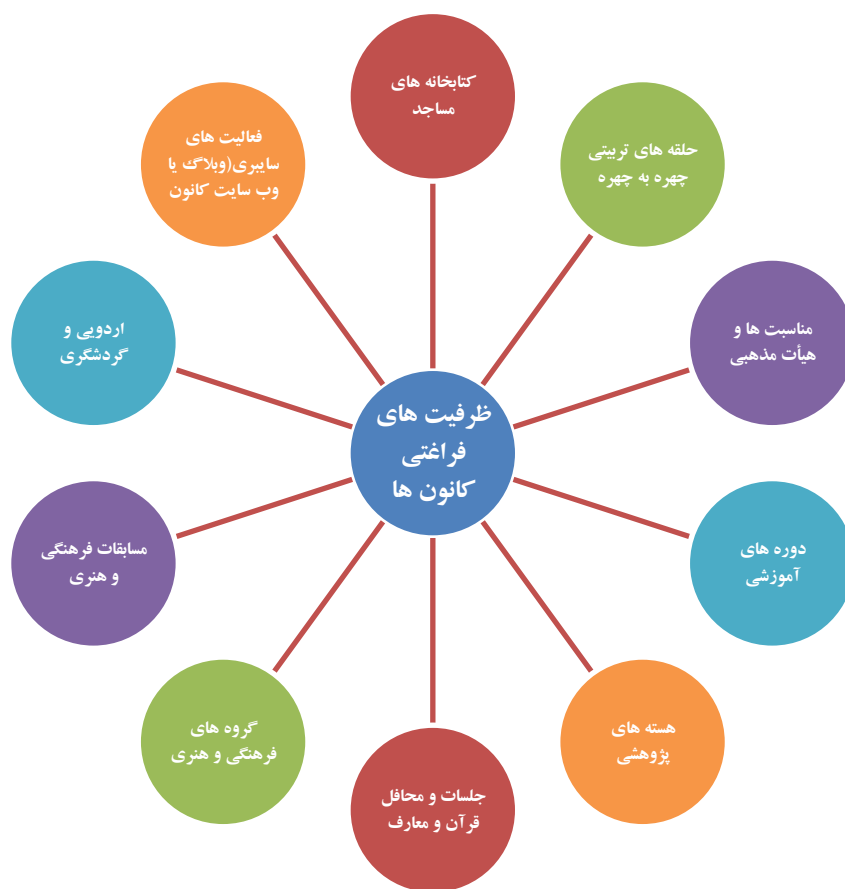 کتابخانه های
مساجد
حلقه های تربیتی
چهره به چهره
مناسبت ها و
هیأت مذهبی
دوره های
آموزشی
هسته های
پژوهشی
جلسات و محافل
قرآن و معارف
گروه های
فرهنگی و هنری
مسابقات فرهنگی
و هنری
اردویی و
گردشگری
فعالیت های
سایبری(وبلاگ یا
وب سایت کانون
ظرفیت های
فراغتی
کانون ها